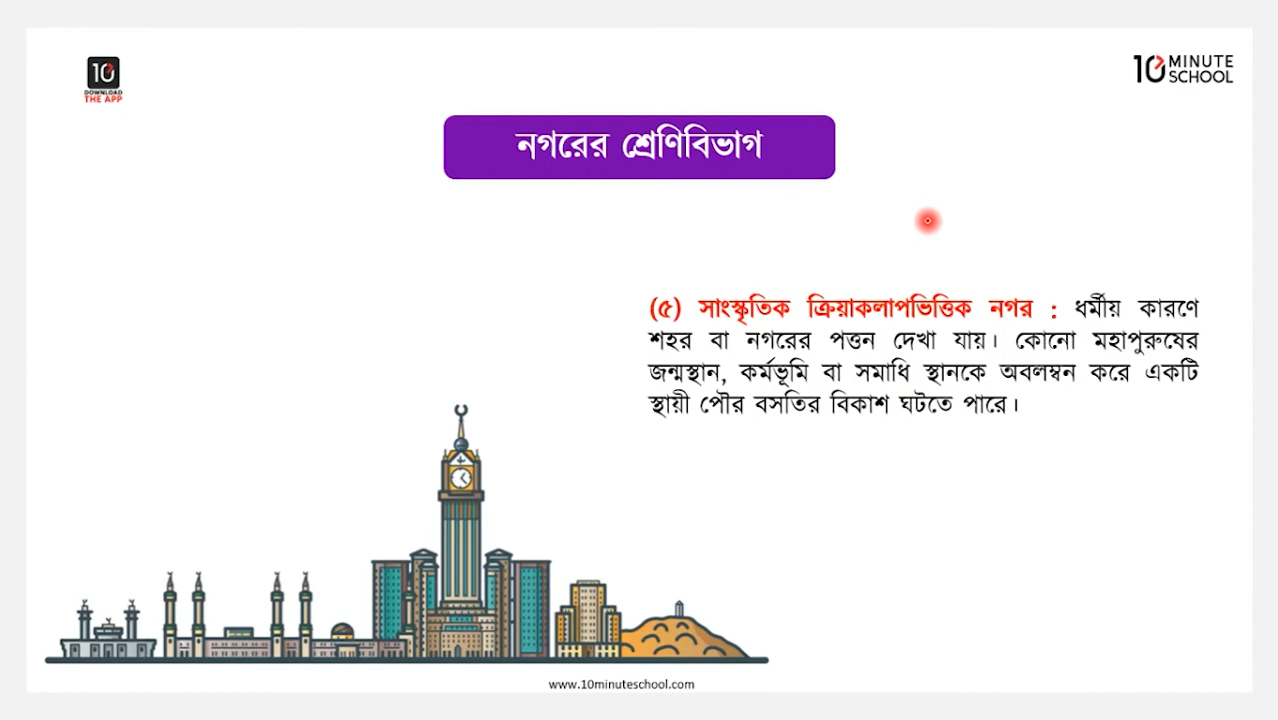 10
DOWNLOAD
THE APP
10 MINUTE
SCHOOL
নগরের শ্রেণিবিভাগ
(৫) সাংস্কৃতিক ক্রিয়াকলাপভিত্তিক নগর : ধর্মীয় কারণে
শহর বা নগরের পত্তন দেখা যায়। কোনো মহাপুরুষের
জন্মস্থান, কর্মভূমি বা সমাধি স্থানকে অবলম্বন করে একটি
স্থায়ী পৌর বসতির বিকাশ ঘটতে পারে।
www.10minuteschool.com